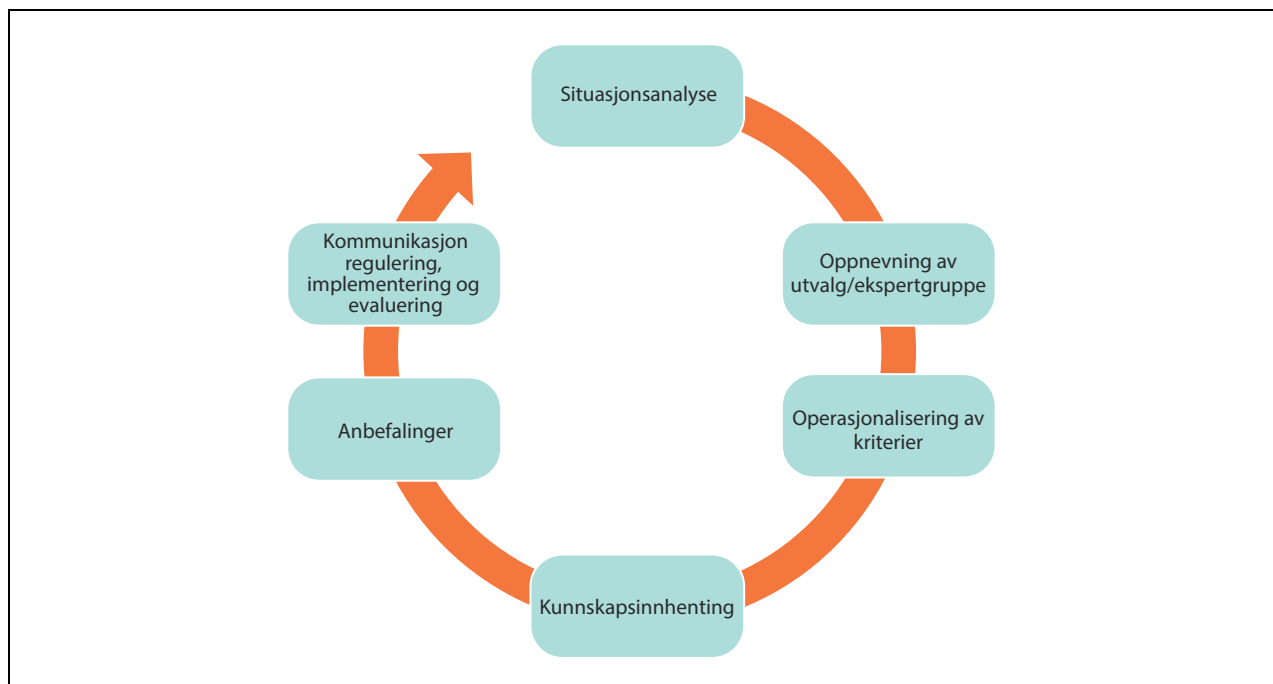 Situasjonsanalyse
Oppnevning av
utvalg/ekspertgruppe
Operasjonalisering av
kriterier
Kunnskapsinnhenting
Anbefalinger
Kommunikasjon
regulering,
implementering og
evaluering